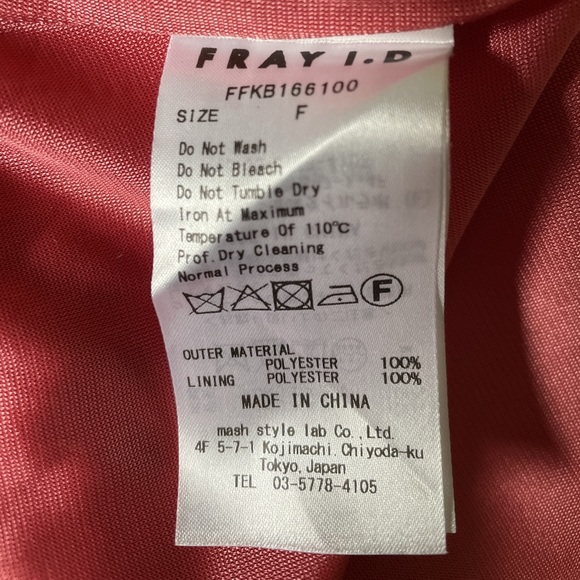 FRAY I.D
FFKB166100
SIZE F
Do Not Wash
Do Not Bleach
Do Not Tumble Dry
Iron At Maximum
Temperature Of 110℃
Prof.Dry Cleaning
Normal Process
F
OUTER MATERIAL
POLYESTER 100%
LINING POLYESTER 100%
MADE IN CHINA
mash style lab Co.,Ltd.
4F 5-7-1 Kojimachi.Chiyoda-ku
Tokyo,Japan
TEL 03-5778-4105